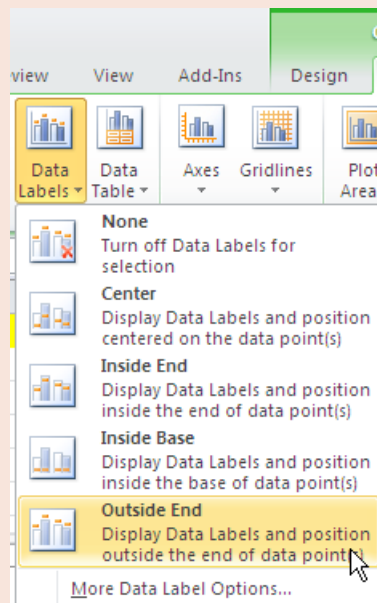 view View Add-Ins Design
Data Labels
Data Table
Axes
Gridlines
Plot Area
None
Turn off Data Labels for
selection
Center
Display Data Labels and position
centered on the data point(s)
Inside End
Display Data Labels and position
inside the end of data point(s)
Inside Base
Display Data Labels and position
inside the base of data point(s)
Outside End
Display Data Labels and position
outside the end of data point(s)
More Data Label Options...